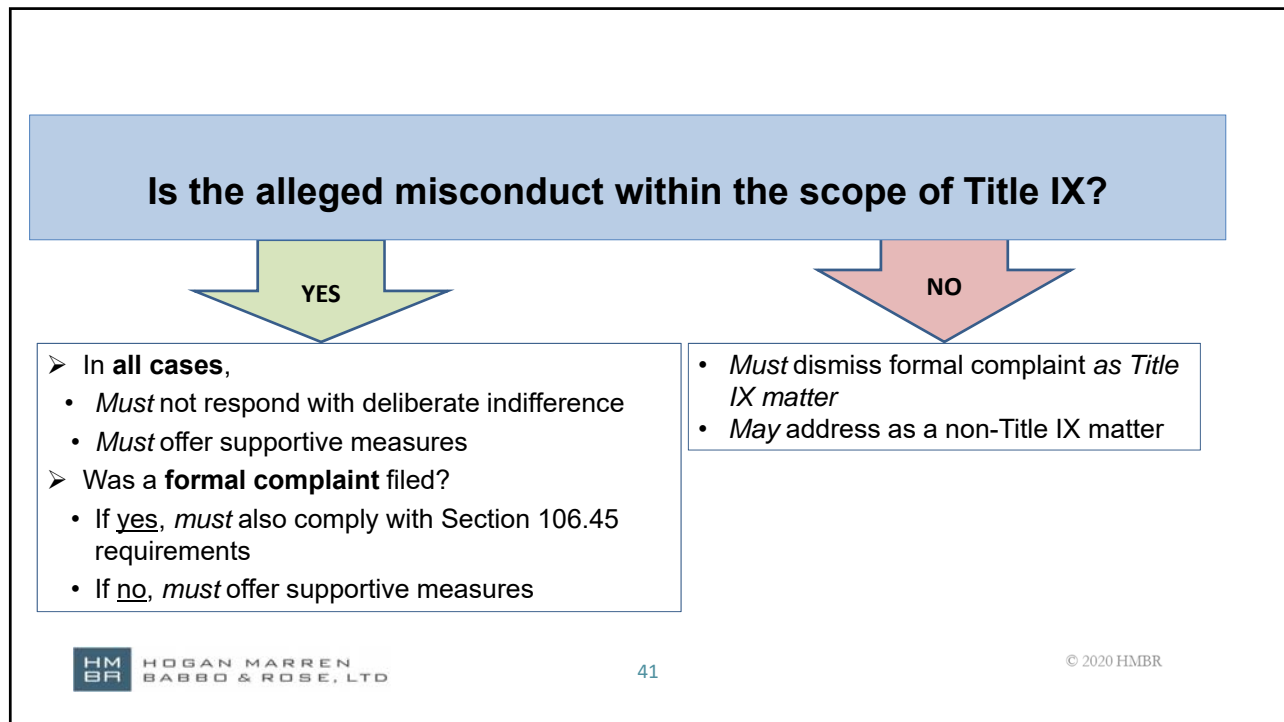 Is the alleged misconduct within the scope of Title IX?
YES
NO
➢ In all cases,
• Must not respond with deliberate indifference
• Must offer supportive measures
➢ Was a formal complaint filed?
• If yes, must also comply with Section 106.45
requirements
• If no, must offer supportive measures
• Must dismiss formal complaint as Title
IX matter
• May address as a non-Title IX matter
HM
BR
HOGAN MARREN
BABBO & ROSE, LTD
41
© 2020 HMBR